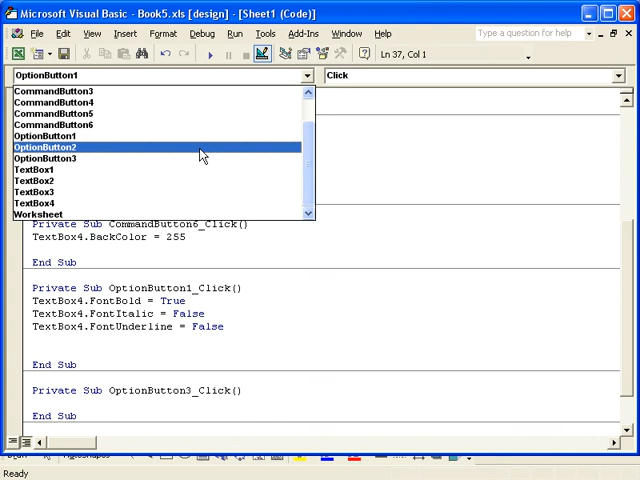 Microsoft Visual Basic - Book5.xls [design] - [Sheet1 (Code)]
File Edit View Insert Format Debug Run Tools Add-Ins Window Help
Type a question for help
Ln 37, Col 1
OptionButton1
Click
CommandButton3
CommandButton4
CommandButton5
CommandButton6
OptionButton1
OptionButton2
OptionButton3
TextBox1
TextBox2
TextBox3
TextBox4
Worksheet
Private Sub CommandButton6_Click()
TextBox4.BackColor = 255
End Sub
Private Sub OptionButton1_Click()
TextBox4.FontBold = True
TextBox4.FontItalic = False
TextBox4.FontUnderline = False
End Sub
Private Sub OptionButton3_Click()
End Sub
Ready